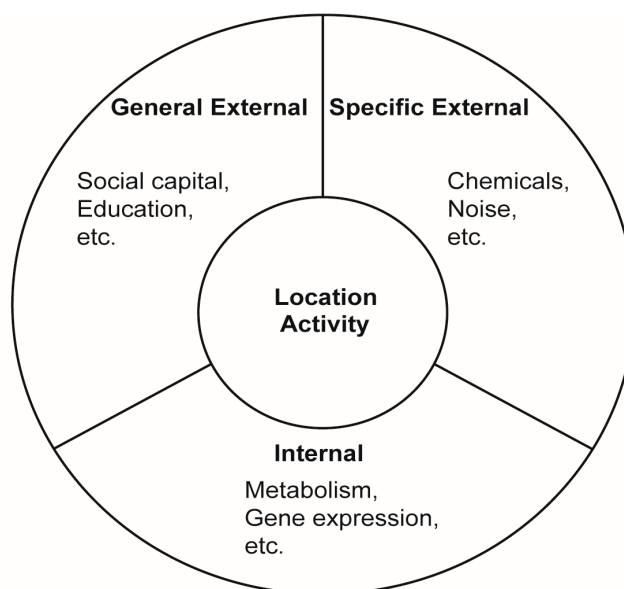 General External
Specific External
Social capital,
Education,
etc.
Chemicals,
Noise,
etc.
Location
Activity
Internal
Metabolism,
Gene expression,
etc.